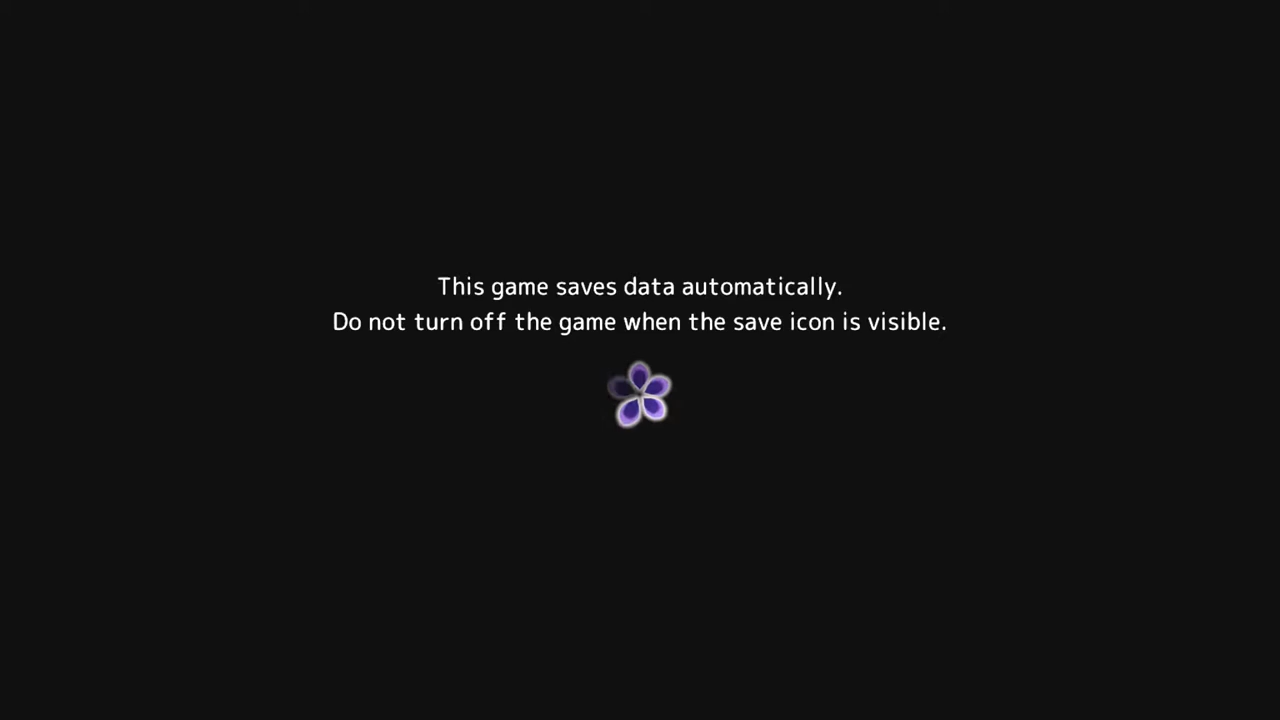 This game saves data automatically.
Do not turn off the game when the save icon is visible.